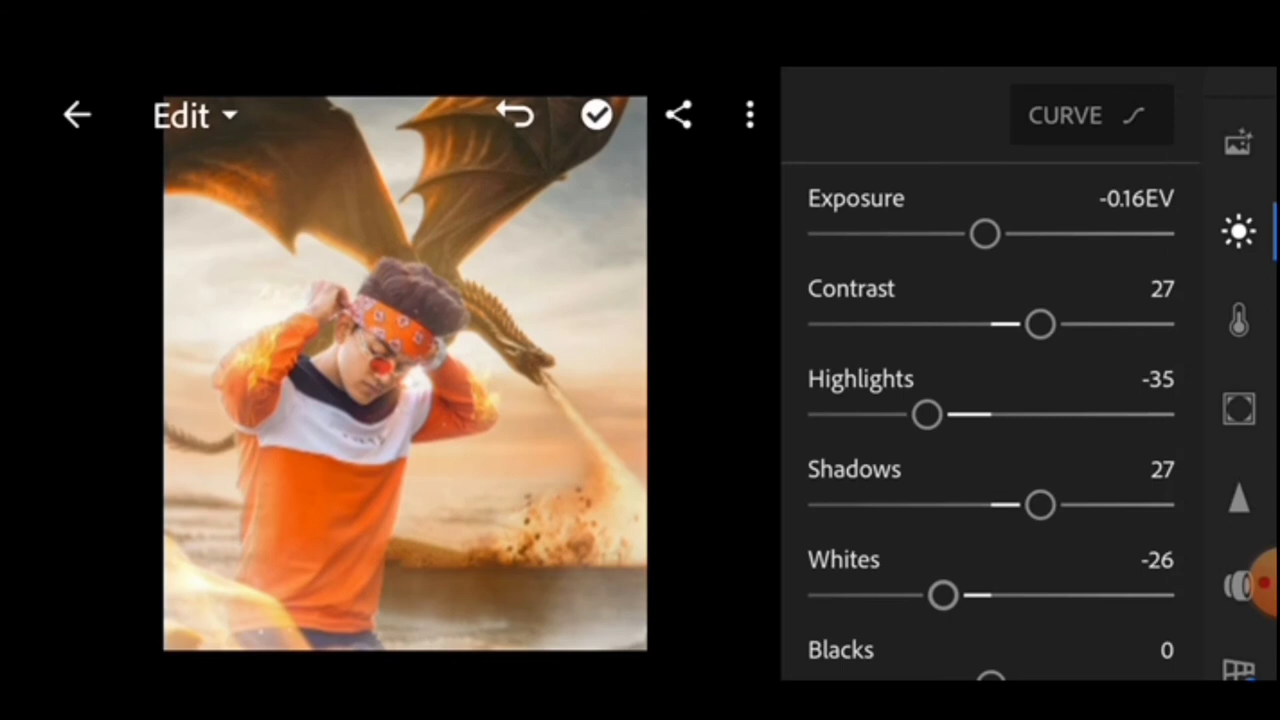 Edit
CURVE
Exposure -0.16EV
Contrast 27
Highlights -35
Shadows 27
Whites -26
Blacks 0